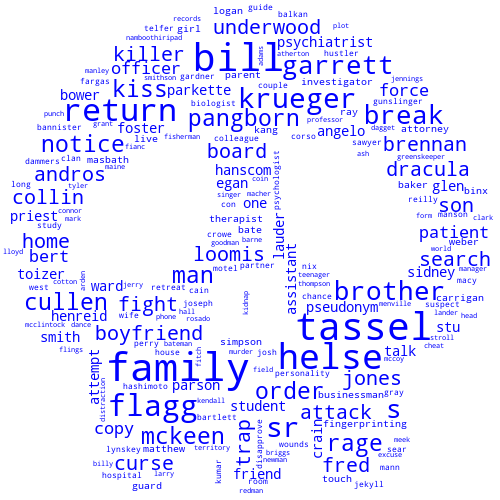 logan guide
records balkan
telfer girl underwood plot
namboothiripad
killer bill psychiatrist
adams atherton hustler
officer garrett
manley smithson gardner parent investigator jennings
fargas kiss parkette couple force
bower biologist krueger gunslinger
return punch grant fisherman pangborn professor ray break dagget
bannister foster colleague angelo attorney
notice live kang corso sawyer brennan
fianc board ash greenskeeper
dammers clan masbath hanscom dracula
maine psychologist
long andros tyler egan coin baker glen binx
collin singer macher reilly
priest connor con one form manson son clark
study mark bate
home crowe therapist lauder patient
lloyd bert goodman barne weber world
toizer loomis search
man motel partner nix sidney manager
west cotton arden ward jerry retreat cain assistant teenager thompson brother macy
cullen fight joseph kidnap chance pseudonym suspect carrigan
wife phone hall menville lander head
henreid rosado tassel
mcclintock dance boyfriend stu stroll
smith perry bateman simpson cheat
flings house fitch murder josh helse talk mccoy
family field personality jones
attempt hashimoto parson
distraction kendall order businessman gray
flagg bartlett student attack s
copy sr crain fingerprinting
mckeen trap disapprove rage meek
lynskey matthew territory wounds sear excuse
billy curse briggs fred mann
hospital larry kumar friend newman touch
guard room jekyll
redman